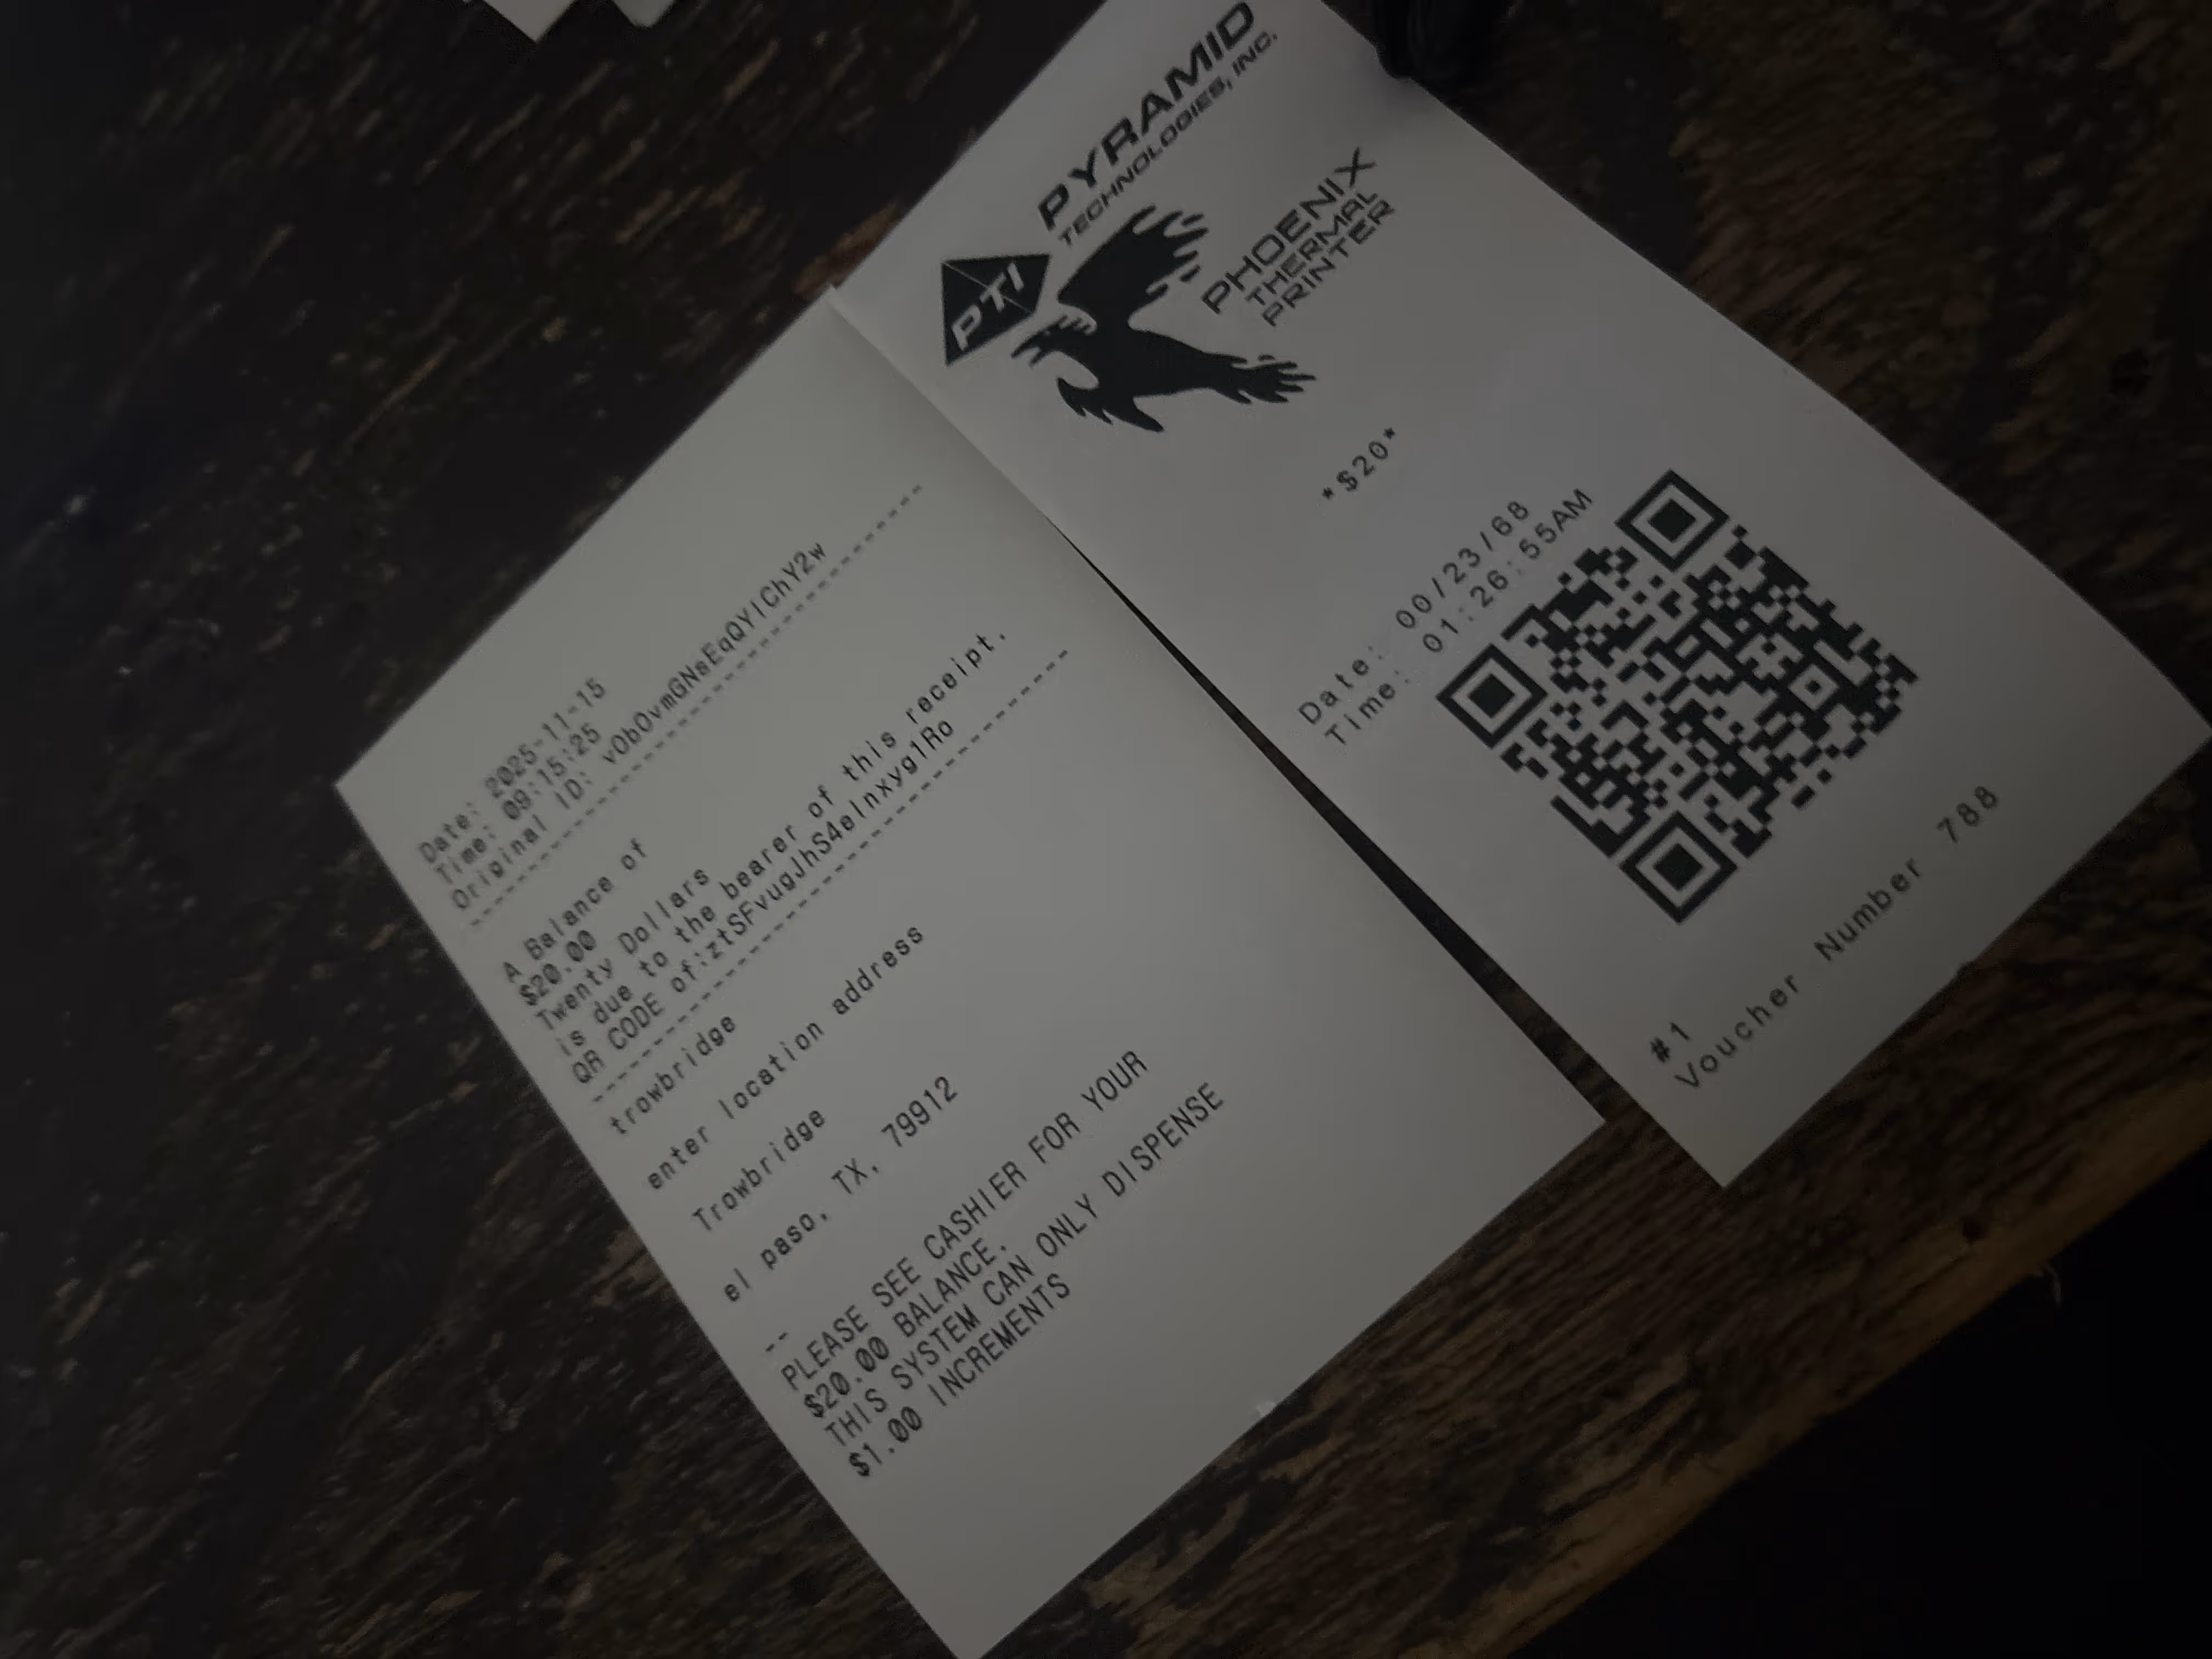 Date: 2025-11-15
Time: 09:15:25
Original ID: vObOvmGNsEqQYIChY2w
--------------------------------
A Balance of
$20.00
Twenty Dollars
is due to the bearer of this receipt.
QR CODE of:ztSFvugJhS4elnxyg1Ro
--------------------------------
trowbridge
enter location address
Trowbridge
el paso, TX, 79912
--
PLEASE SEE CASHIER FOR YOUR
$20.00 BALANCE.
THIS SYSTEM CAN ONLY DISPENSE
$1.00 INCREMENTS
PTI
PYRAMID
TECHNOLOGIES, INC.
PHOENIX
THERMAL
PRINTER
*$20*
Date: 00/23/68
Time: 01:26:55AM
#1
Voucher Number 788